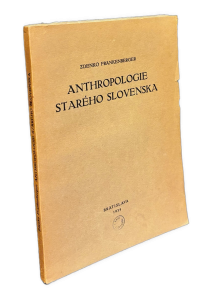 ZDENKO FRANKENBERGER
ANTHROPOLOGIE
STARÉHO SLOVENSKA
BRATISLAVA